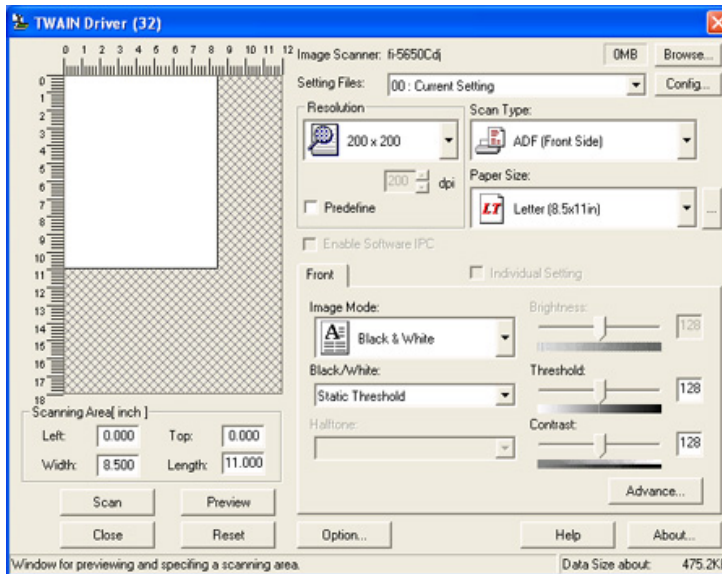 TWAIN Driver (32)
0 1 2 3 4 5 6 7 8 9 10 11 12
Image Scanner: fi-5650Cdj
0MB
Browse...
Setting Files:
00 : Current Setting
Config...
0
1
2
3
4
5
6
7
8
9
10
11
12
13
14
15
16
17
18
Resolution
200 x 200
200
dpi
Predefine
Scan Type:
ADF (Front Side)
Paper Size:
LT
Letter (8.5x11in)
...
Enable Software IPC
Front
Individual Setting
Image Mode:
A
Black & White
Brightness:
128
Black/White:
Static Threshold
Threshold:
128
Halftone:
Contrast:
128
Advance...
Scanning Area[ inch ]
Left: 0.000 Top: 0.000
Width: 8.500 Length: 11.000
Scan
Preview
Close
Reset
Option...
Help
About...
Window for previewing and specifing a scanning area.
Data Size about: 475.2K